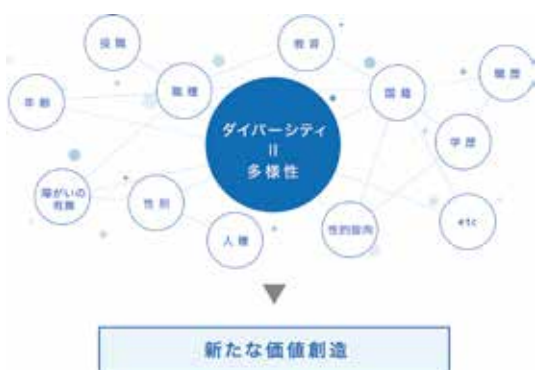 役職
教育
職歴
年齢
職種
国籍
ダイバーシティ
||
多様性
学歴
障がいの
有無
性別
人種
性的指向
etc
新たな価値創造